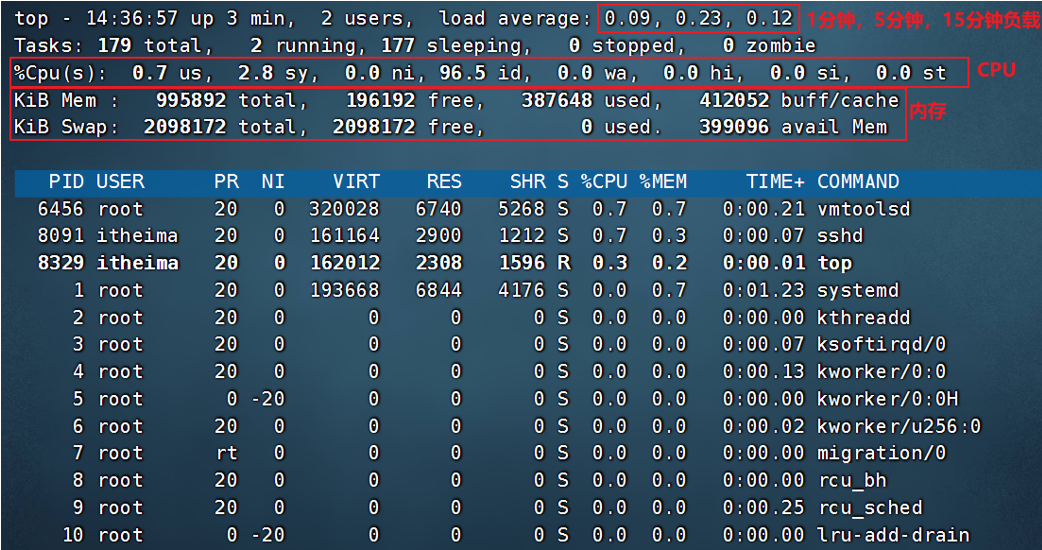 top - 14:36:57 up 3 min,  2 users,  load average: 0.09, 0.23, 0.12 1分钟，5分钟，15分钟负载
Tasks: 179 total,   2 running, 177 sleeping,   0 stopped,   0 zombie
%Cpu(s):  0.7 us,  2.8 sy,  0.0 ni, 96.5 id,  0.0 wa,  0.0 hi,  0.0 si,  0.0 st CPU
KiB Mem :   995892 total,   196192 free,   387648 used,   412052 buff/cache
内存
KiB Swap:  2098172 total,  2098172 free,        0 used.   399096 avail Mem
PID USER      PR  NI    VIRT    RES    SHR S %CPU %MEM     TIME+ COMMAND
6456 root      20   0  320028   6740   5268 S  0.7  0.7   0:00.21 vmtoolsd
8091 itheima   20   0  161164   2900   1212 S  0.7  0.3   0:00.07 sshd
8329 itheima   20   0  162012   2308   1596 R  0.3  0.2   0:00.01 top
1 root      20   0  193668   6844   4176 S  0.0  0.7   0:01.23 systemd
2 root      20   0       0      0      0 S  0.0  0.0   0:00.00 kthreadd
3 root      20   0       0      0      0 S  0.0  0.0   0:00.07 ksoftirqd/0
4 root      20   0       0      0      0 S  0.0  0.0   0:00.13 kworker/0:0
5 root       0 -20       0      0      0 S  0.0  0.0   0:00.00 kworker/0:0H
6 root      20   0       0      0      0 S  0.0  0.0   0:00.02 kworker/u256:0
7 root      rt   0       0      0      0 S  0.0  0.0   0:00.00 migration/0
8 root      20   0       0      0      0 S  0.0  0.0   0:00.00 rcu_bh
9 root      20   0       0      0      0 S  0.0  0.0   0:00.25 rcu_sched
10 root       0 -20       0      0      0 S  0.0  0.0   0:00.00 lru-add-drain